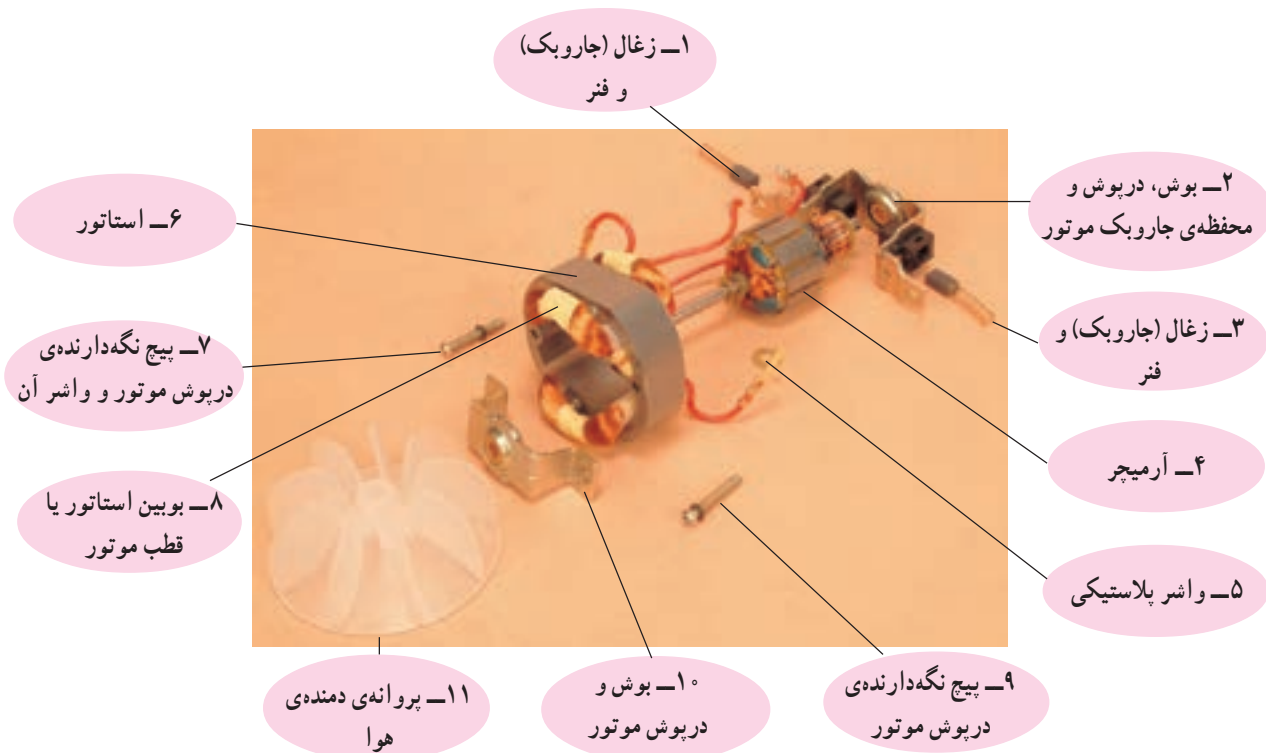 ۱ــ زغال (جاروبک)
و فنر
۲ــ بوش، درپوش و
محفظه‌ی جاروبک موتور
۳ــ زغال (جاروبک) و
فنر
۴ــ آرمیچر
۵ــ واشر پلاستیکی
۶ــ استاتور
۷ــ پیچ نگه‌دارنده‌ی
درپوش موتور و واشر آن
۸ــ بوبین استاتور یا
قطب موتور
۹ــ پیچ نگه‌دارنده‌ی
درپوش موتور
۱۰ــ بوش و
درپوش موتور
۱۱ــ پروانه‌ی دمنده‌ی
هوا